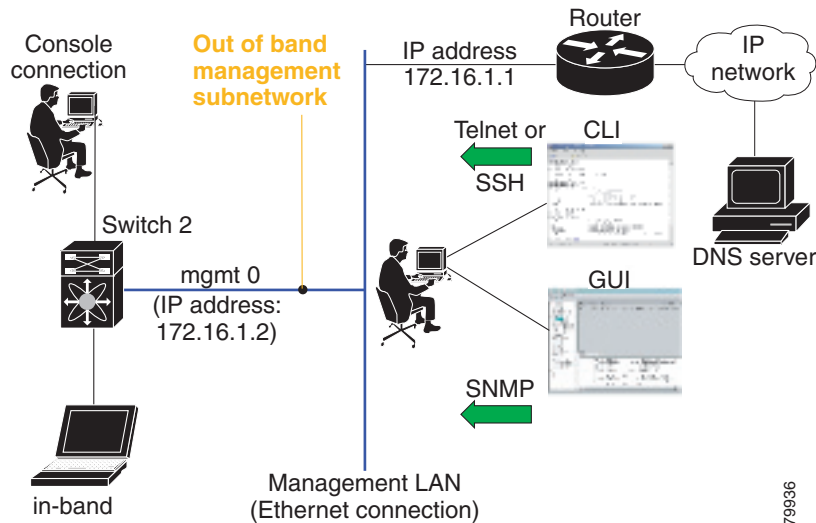 Console
connection
Out of band
management
subnetwork
Router
IP address
172.16.1.1
IP
network
Telnet or
SSH
CLI
DNS server
Switch 2
mgmt 0
(IP address:
172.16.1.2)
GUI
SNMP
in-band
Management LAN
(Ethernet connection)
79936